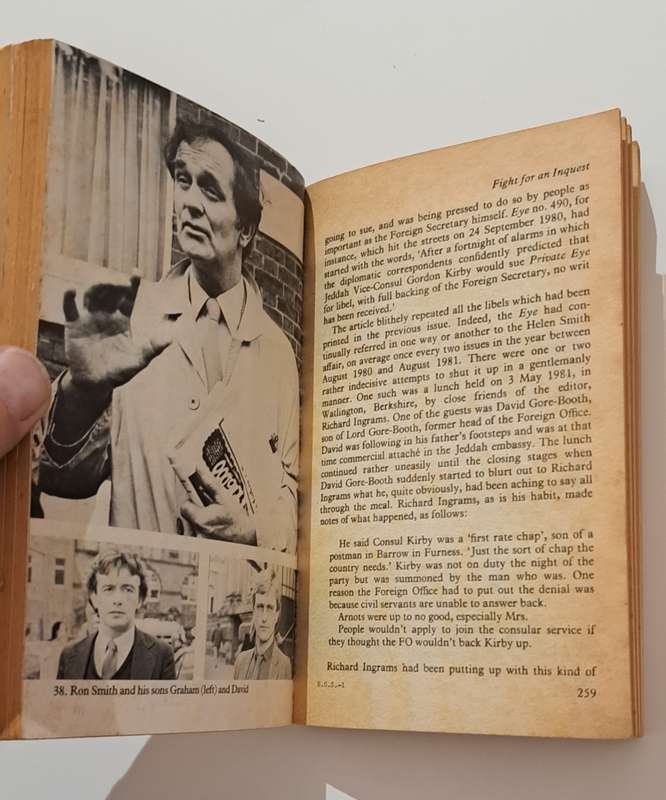 38. Ron Smith and his sons Graham (left) and David
Fight for an Inquest
going to sue, and was being pressed to do so by people as
important as the Foreign Secretary himself. Eye no. 490, for
instance, which hit the streets on 24 September 1980, had
started with the words, ‘After a fortnight of alarms in which
the diplomatic correspondents confidently predicted that
Jeddah Vice-Consul Gordon Kirby would sue Private Eye
for libel, with full backing of the Foreign Secretary, no writ
has been received.’
The article blithely repeated all the libels which had been
printed in the previous issue. Indeed, the Eye had con-
tinually referred in one way or another to the Helen Smith
affair, on average once every two issues in the year between
August 1980 and August 1981. There were one or two
rather indecisive attempts to shut it up in a gentlemanly
manner. One such was a lunch held on 3 May 1981, in
Watlington, Berkshire, by close friends of the editor,
Richard Ingrams. One of the guests was David Gore-Booth,
son of Lord Gore-Booth, former head of the Foreign Office.
David was following in his father's footsteps and was at that
time commercial attaché in the Jeddah embassy. The lunch
continued rather uneasily until the closing stages when
David Gore-Booth suddenly started to blurt out to Richard
Ingrams what he, quite obviously, had been aching to say all
through the meal. Richard Ingrams, as is his habit, made
notes of what happened, as follows:
He said Consul Kirby was a ‘first rate chap’, son of a
postman in Barrow in Furness. ‘Just the sort of chap the
country needs.’ Kirby was not on duty the night of the
party but was summoned by the man who was. One
reason the Foreign Office had to put out the denial was
because civil servants are unable to answer back.
Arnots were up to no good, especially Mrs.
People wouldn't apply to join the consular service if
they thought the FO wouldn't back Kirby up.
Richard Ingrams had been putting up with this kind of
259